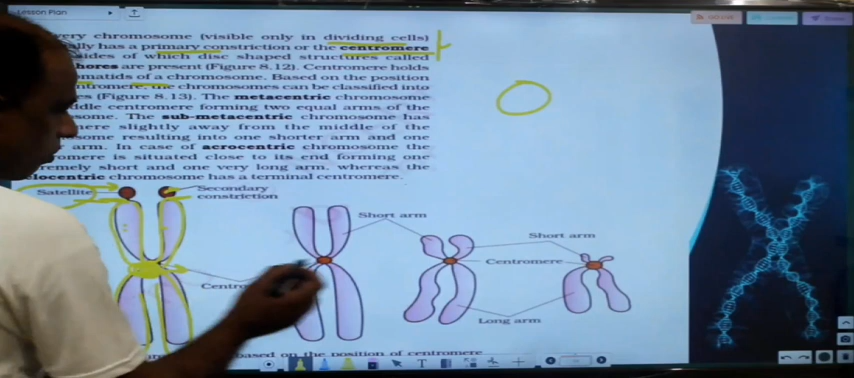 Lesson Plan
very chromosome (visible only in dividing cells)
has a primary constriction or the centromere
sides of which disc shaped structures called
hores are present (Figure 8.12). Centromere holds
matids of a chromosome. Based on the position
ntromere, the chromosomes can be classified into
es (Figure 8.13). The metacentric chromosome
ddle centromere forming two equal arms of the
osome. The sub-metacentric chromosome has
mere slightly away from the middle of the
osome resulting into one shorter arm and one
arm. In case of acrocentric chromosome the
romere is situated close to its end forming one
tremely short and one very long arm, whereas the
elocentric chromosome has a terminal centromere.
Satellite
Secondary
constriction
Short arm
Short arm
Centromere
Centro
Long arm
based on the position of centromere